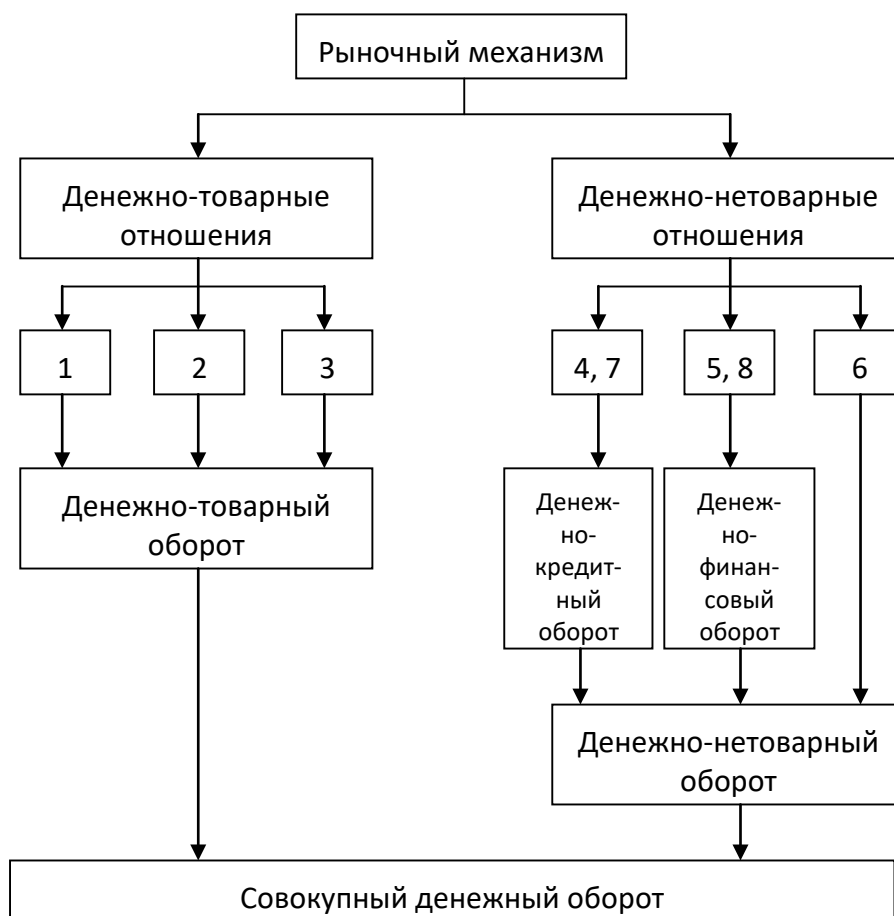 Рыночный механизм
Денежно-товарные
отношения
Денежно-нетоварные
отношения
1
2
3
4, 7
5, 8
6
Денежно-товарный
оборот
Денеж-
но-
кредит-
ный
оборот
Денеж-
но-
финан-
совый
оборот
Денежно-нетоварный
оборот
Совокупный денежный оборот